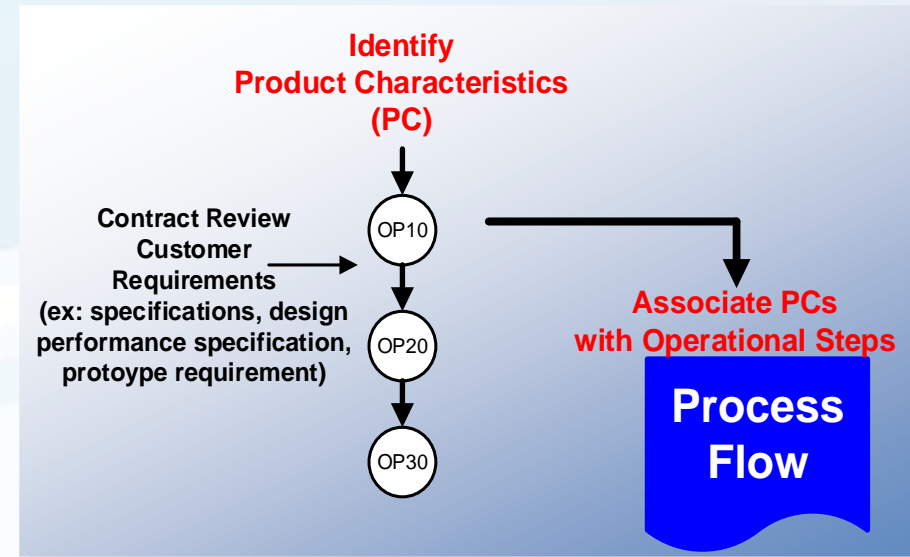 Identify
Product Characteristics
(PC)
Contract Review
Customer
Requirements
(ex: specifications, design
performance specification,
protoype requirement)
OP10
OP20
OP30
Associate PCs
with Operational Steps
Process
Flow